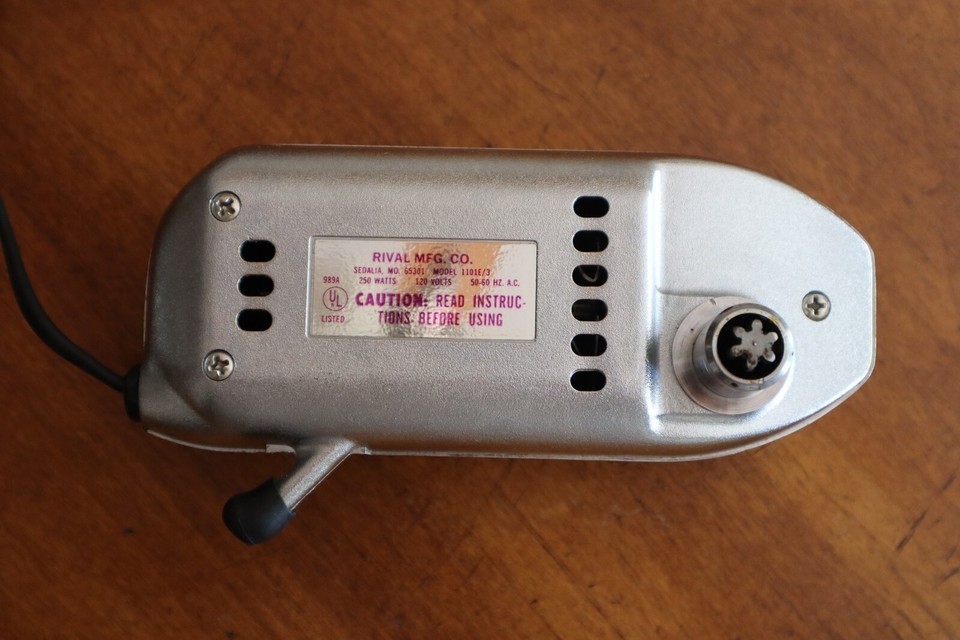 RIVAL MFG. CO.
SEDALIA, MO. 65301 MODEL 1101E/3
989A 250 WATTS 120 VOLTS 50-60 HZ. A.C.
UL CAUTION: READ INSTRUC-
LISTED TIONS BEFORE USING